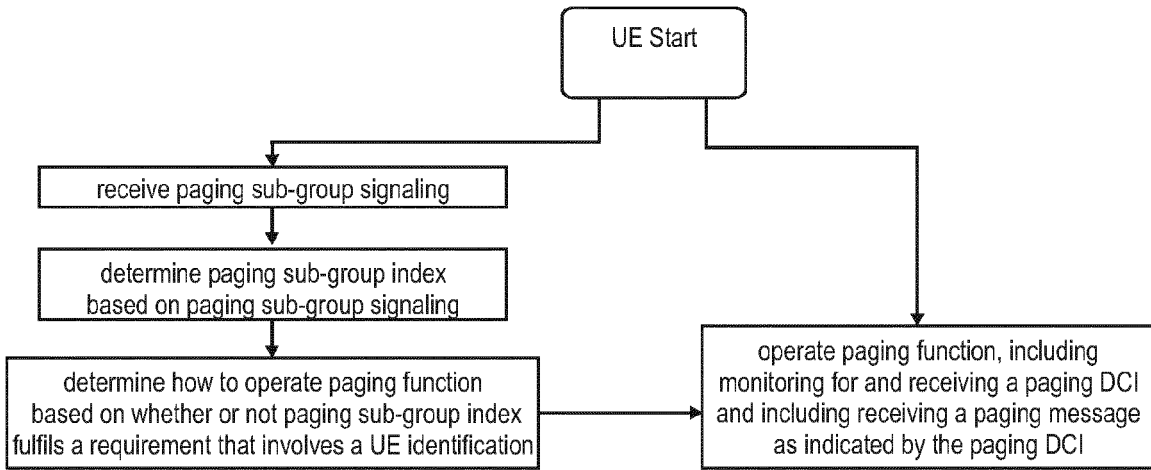 UE Start
receive paging sub-group signaling
determine paging sub-group index
based on paging sub-group signaling
determine how to operate paging function
based on whether or not paging sub-group index
fulfils a requirement that involves a UE identification
operate paging function, including
monitoring for and receiving a paging DCI
and including receiving a paging message
as indicated by the paging DCI